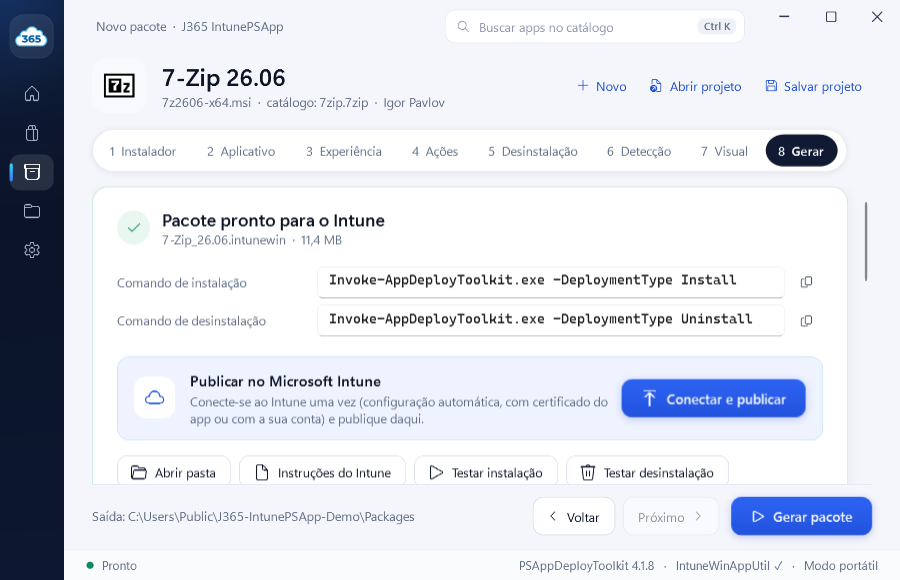 Novo pacote · J365 IntunePSApp
Buscar apps no catálogo
Ctrl K
365
7z
7-Zip 26.06
7z2606-x64.msi · catálogo: 7zip.7zip · Igor Pavlov
Novo
Abrir projeto
Salvar projeto
1 Instalador
2 Aplicativo
3 Experiência
4 Ações
5 Desinstalação
6 Detecção
7 Visual
8 Gerar
Pacote pronto para o Intune
7-Zip_26.06.intunewin · 11,4 MB
Comando de instalação
Invoke-AppDeployToolkit.exe -DeploymentType Install
Comando de desinstalação
Invoke-AppDeployToolkit.exe -DeploymentType Uninstall
Publicar no Microsoft Intune
Conecte-se ao Intune uma vez (configuração automática, com certificado do
app ou com a sua conta) e publique daqui.
Conectar e publicar
Abrir pasta
Instruções do Intune
Testar instalação
Testar desinstalação
Saída: C:\Users\Public\J365-IntunePSApp-Demo\Packages
Voltar
Próximo
Gerar pacote
Pronto
PSAppDeployToolkit 4.1.8 · IntuneWinAppUtil ✓ · Modo portátil